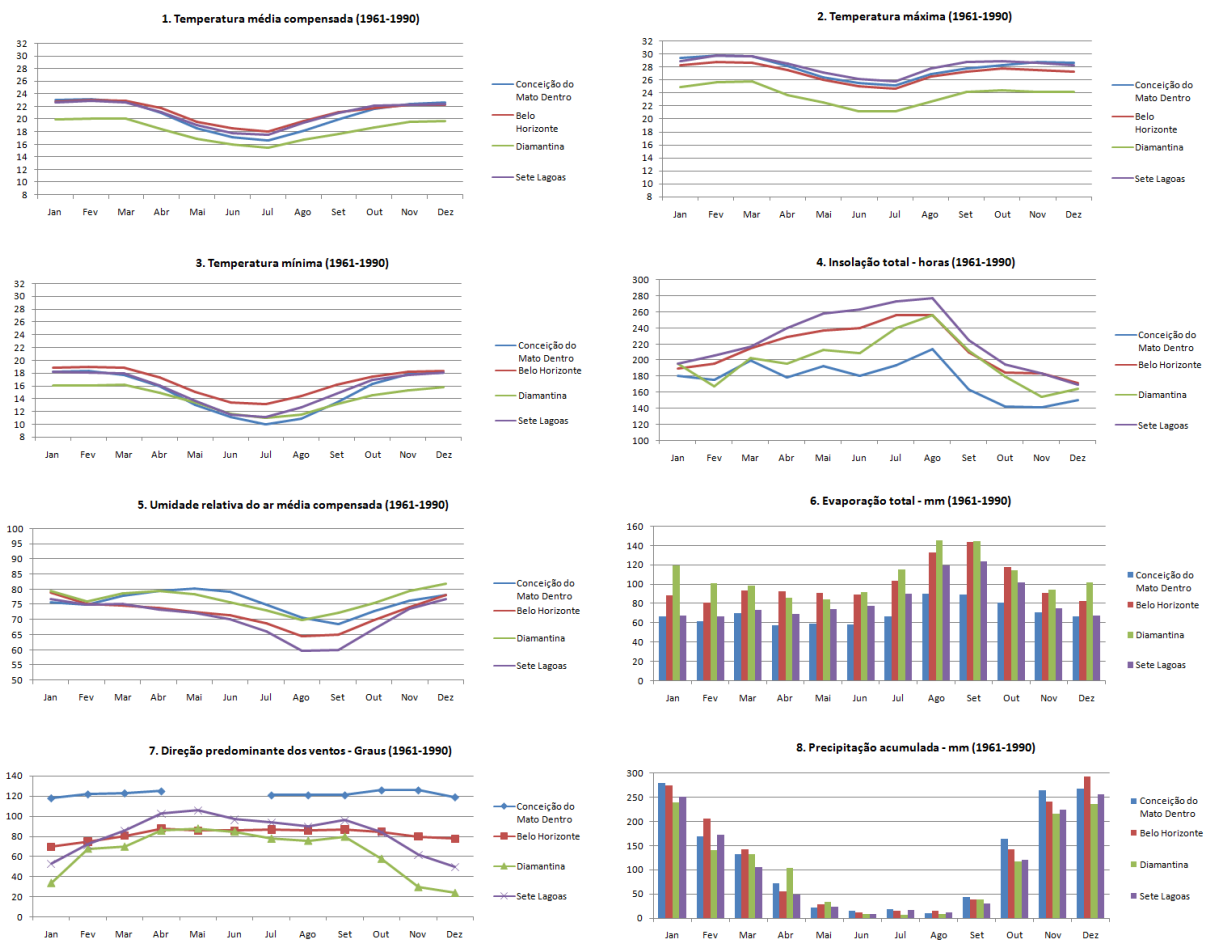 1. Temperatura média compensada (1961-1990)
32
30
28
26
24
22
20
18
16
14
12
10
8
Jan Fev Mar Abr Mai Jun Jul Ago Set Out Nov Dez
Conceição do
Mato Dentro
Belo
Horizonte
Diamantina
Sete Lagoas
2. Temperatura máxima (1961-1990)
32
30
28
26
24
22
20
18
16
14
12
10
8
Jan Fev Mar Abr Mai Jun Jul Ago Set Out Nov Dez
Conceição do
Mato Dentro
Belo
Horizonte
Diamantina
Sete Lagoas
3. Temperatura mínima (1961-1990)
32
30
28
26
24
22
20
18
16
14
12
10
8
Jan Fev Mar Abr Mai Jun Jul Ago Set Out Nov Dez
Conceição do
Mato Dentro
Belo Horizonte
Diamantina
Sete Lagoas
4. Insolação total - horas (1961-1990)
300
280
260
240
220
200
180
160
140
120
100
Jan Fev Mar Abr Mai Jun Jul Ago Set Out Nov Dez
Conceição do
Mato Dentro
Belo Horizonte
Diamantina
Sete Lagoas
5. Umidade relativa do ar média compensada (1961-1990)
100
95
90
85
80
75
70
65
60
55
50
Jan Fev Mar Abr Mai Jun Jul Ago Set Out Nov Dez
Conceição do
Mato Dentro
Belo Horizonte
Diamantina
Sete Lagoas
6. Evaporação total - mm (1961-1990)
160
140
120
100
80
60
40
20
0
Jan Fev Mar Abr Mai Jun Jul Ago Set Out Nov Dez
Conceição do
Mato Dentro
Belo Horizonte
Diamantina
Sete Lagoas
7. Direção predominante dos ventos - Graus (1961-1990)
140
120
100
80
60
40
20
0
Jan Fev Mar Abr Mai Jun Jul Ago Set Out Nov Dez
Conceição do
Mato Dentro
Belo Horizonte
Diamantina
Sete Lagoas
8. Precipitação acumulada - mm (1961-1990)
300
250
200
150
100
50
0
Jan Fev Mar Abr Mai Jun Jul Ago Set Out Nov Dez
Conceição do
Mato Dentro
Belo Horizonte
Diamantina
Sete Lagoas